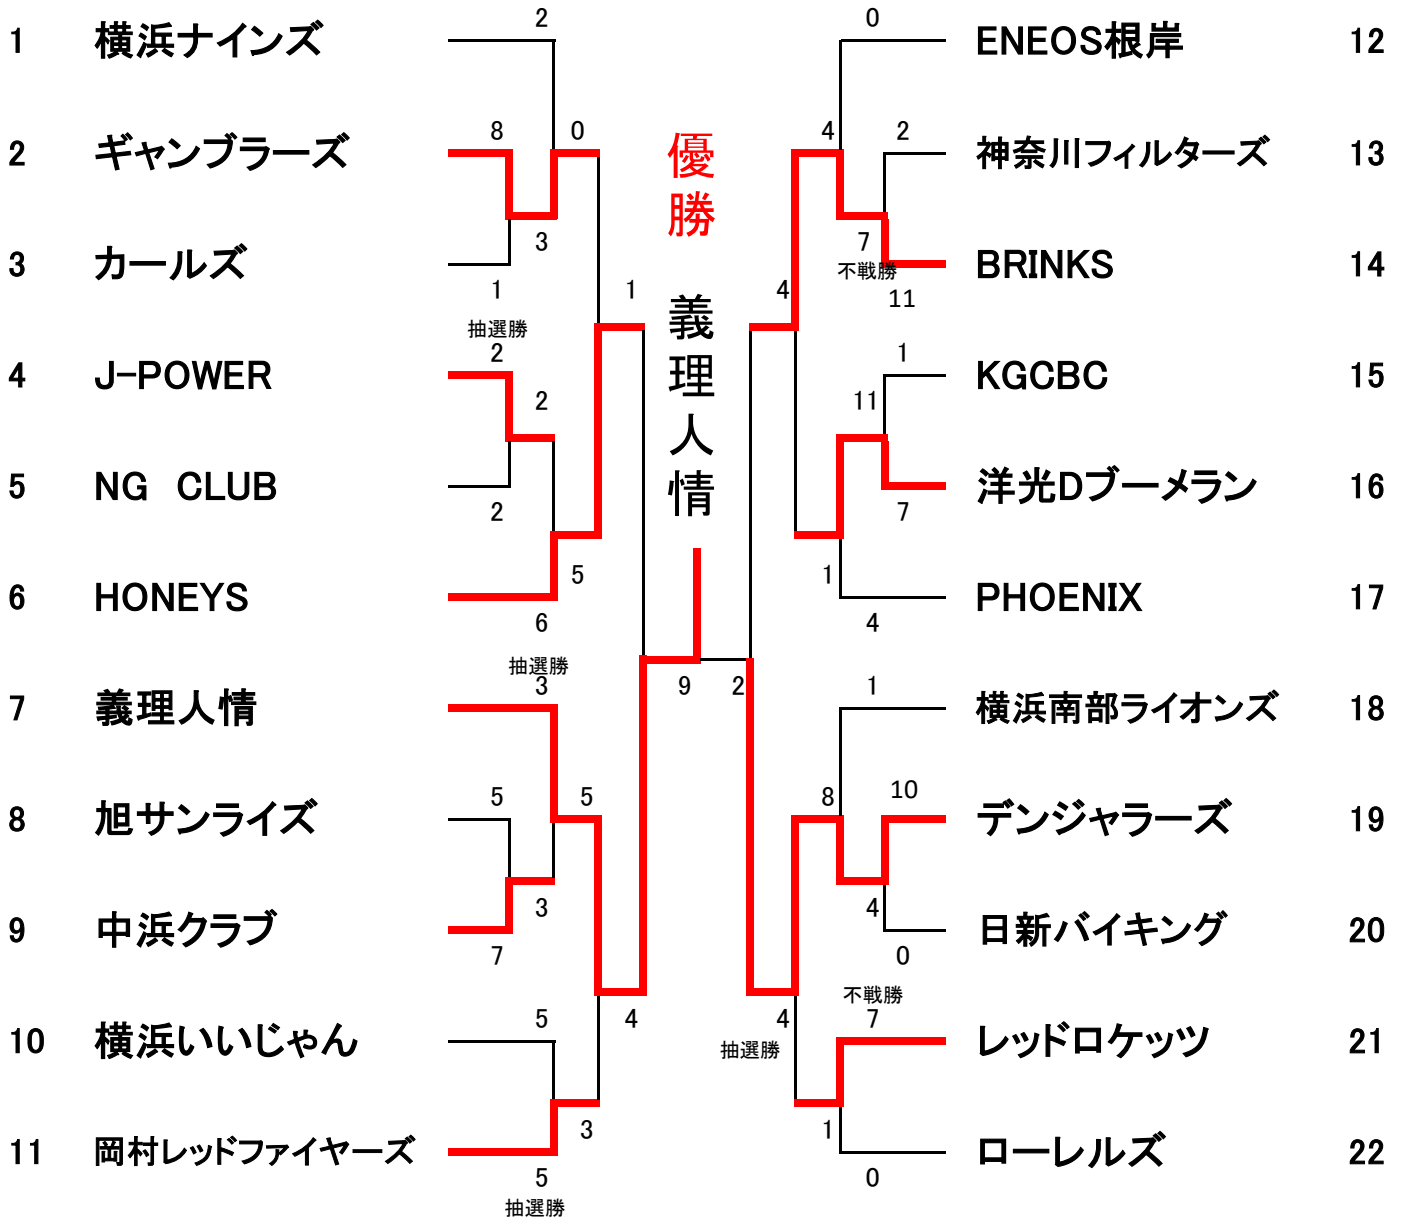 2
0
1 横浜ナインズ
ENEOS根岸 12
8
0
4
2
2 ギャンブラーズ
神奈川フィルターズ 13
3
7
不戦勝
3 カールズ
BRINKS 14
1
1
4
11
抽選勝
2
1
4 J-POWER
KGCBC 15
2
11
5 NG CLUB
洋光Dブーメラン 16
2
7
優勝 義理人情
5
1
6 HONEYS
PHOENIX 17
6
4
抽選勝
3
9
2
1
7 義理人情
横浜南部ライオンズ 18
5
5
8
10
8 旭サンライズ
デンジャラーズ 19
3
4
9 中浜クラブ
日新バイキング 20
7
0
不戦勝
5
4
4
7
抽選勝
10 横浜いいじゃん
レッドロケッツ 21
3
1
11 岡村レッドファイヤーズ
ローレルズ 22
5
0
抽選勝